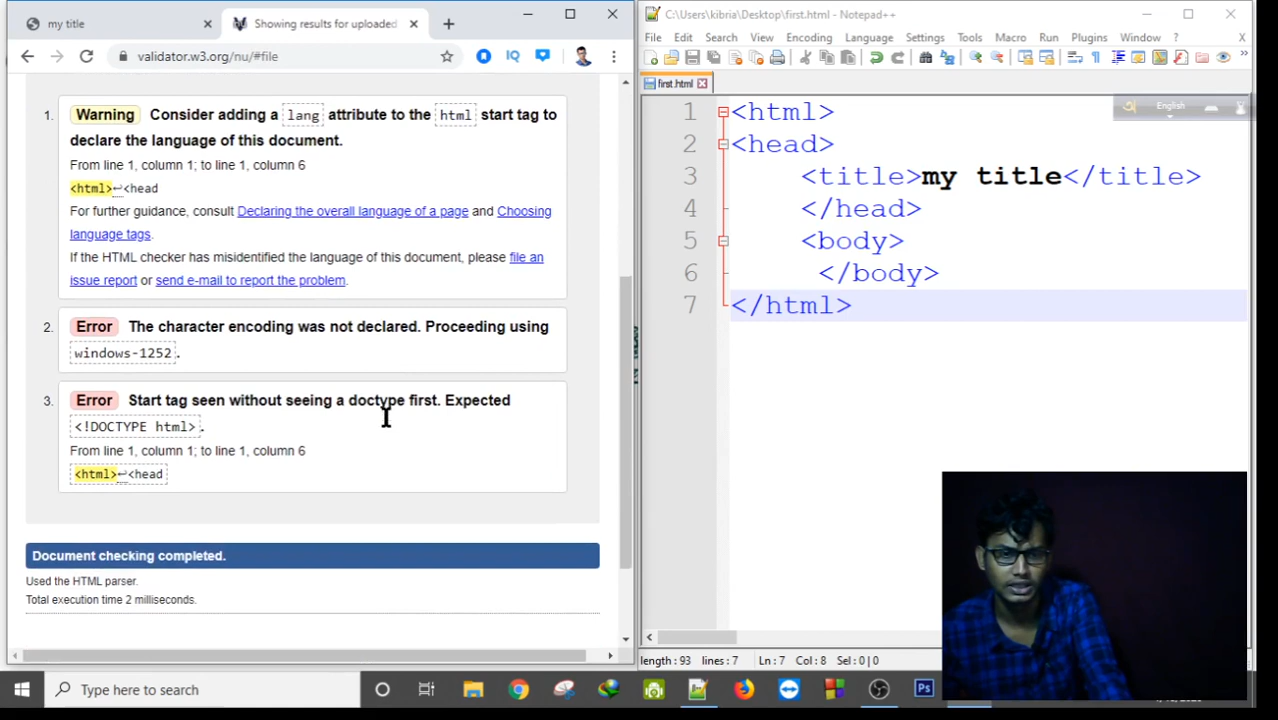 my title
Showing results for uploaded
validator.w3.org/nu/#file
1. Warning Consider adding a lang attribute to the html start tag to
declare the language of this document.
From line 1, column 1; to line 1, column 6
<html>↩<head
For further guidance, consult Declaring the overall language of a page and Choosing
language tags.
If the HTML checker has misidentified the language of this document, please file an
issue report or send e-mail to report the problem.
2. Error The character encoding was not declared. Proceeding using
windows-1252.
3. Error Start tag seen without seeing a doctype first. Expected
<!DOCTYPE html>.
From line 1, column 1; to line 1, column 6
<html>↩<head
Document checking completed.
Used the HTML parser.
Total execution time 2 milliseconds.
C:\Users\kibria\Desktop\first.html - Notepad++
File Edit Search View Encoding Language Settings Tools Macro Run Plugins Window ?
first.html
English
1 <html>
2 <head>
3 <title>my title</title>
4 </head>
5 <body>
6 </body>
7 </html>
length : 93 lines : 7 Ln : 7 Col : 8 Sel : 0 | 0
Type here to search
Ps